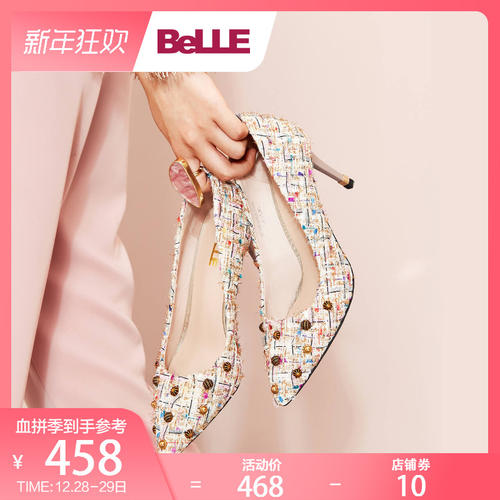 新年狂欢
BeLLE
血拼季到手参考
¥ 458
TIME:12.28-29日
=
活动价
468
-
店铺券
10